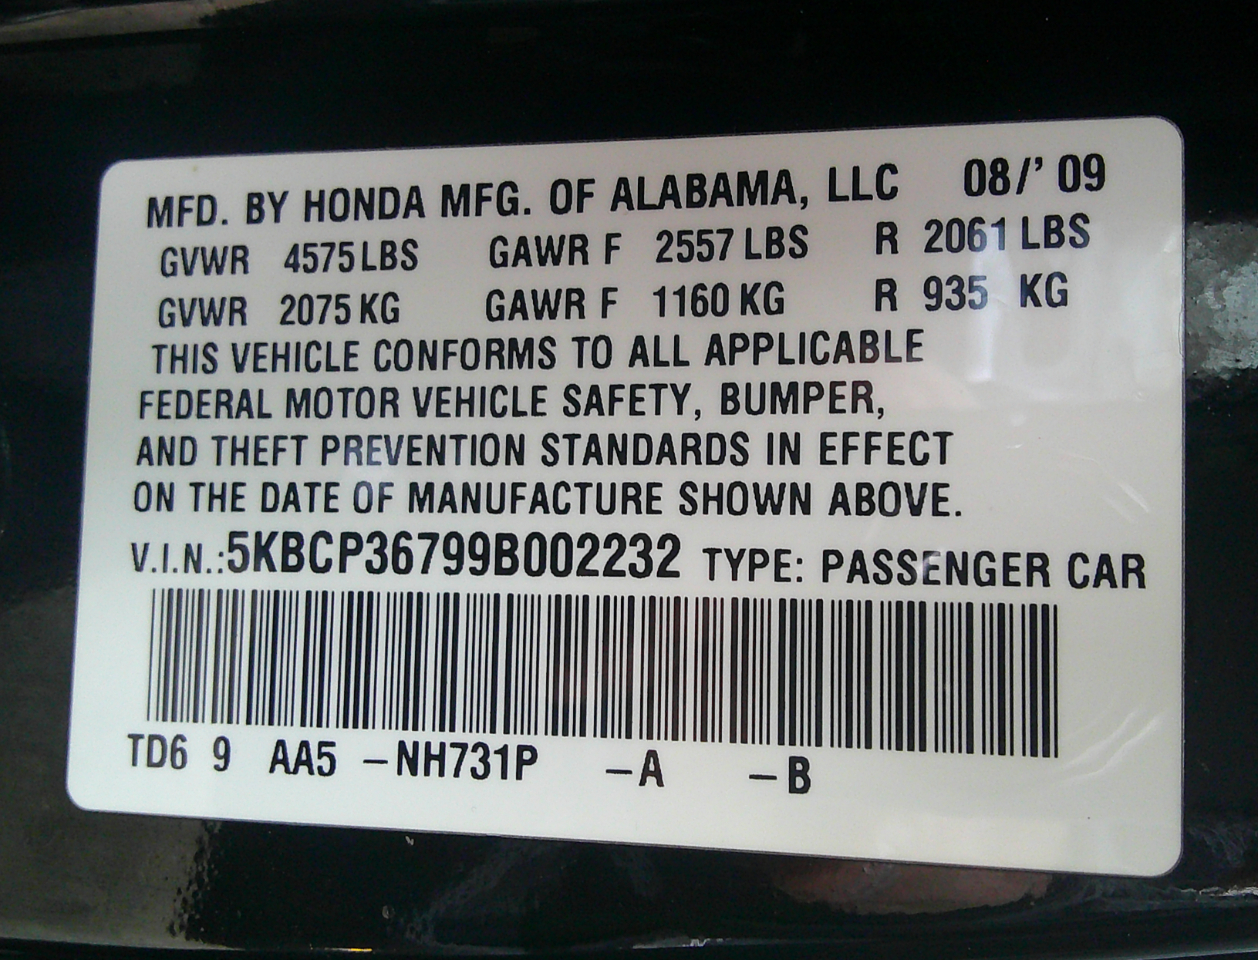 MFD. BY HONDA MFG. OF ALABAMA, LLC 08/' 09
GVWR 4575 LBS GAWR F 2557 LBS R 2061 LBS
GVWR 2075 KG GAWR F 1160 KG R 935 KG
THIS VEHICLE CONFORMS TO ALL APPLICABLE
FEDERAL MOTOR VEHICLE SAFETY, BUMPER,
AND THEFT PREVENTION STANDARDS IN EFFECT
ON THE DATE OF MANUFACTURE SHOWN ABOVE.
V.I.N.:5KBCP36799B002232 TYPE: PASSENGER CAR
TD6 9 AA5 –NH731P –A –B